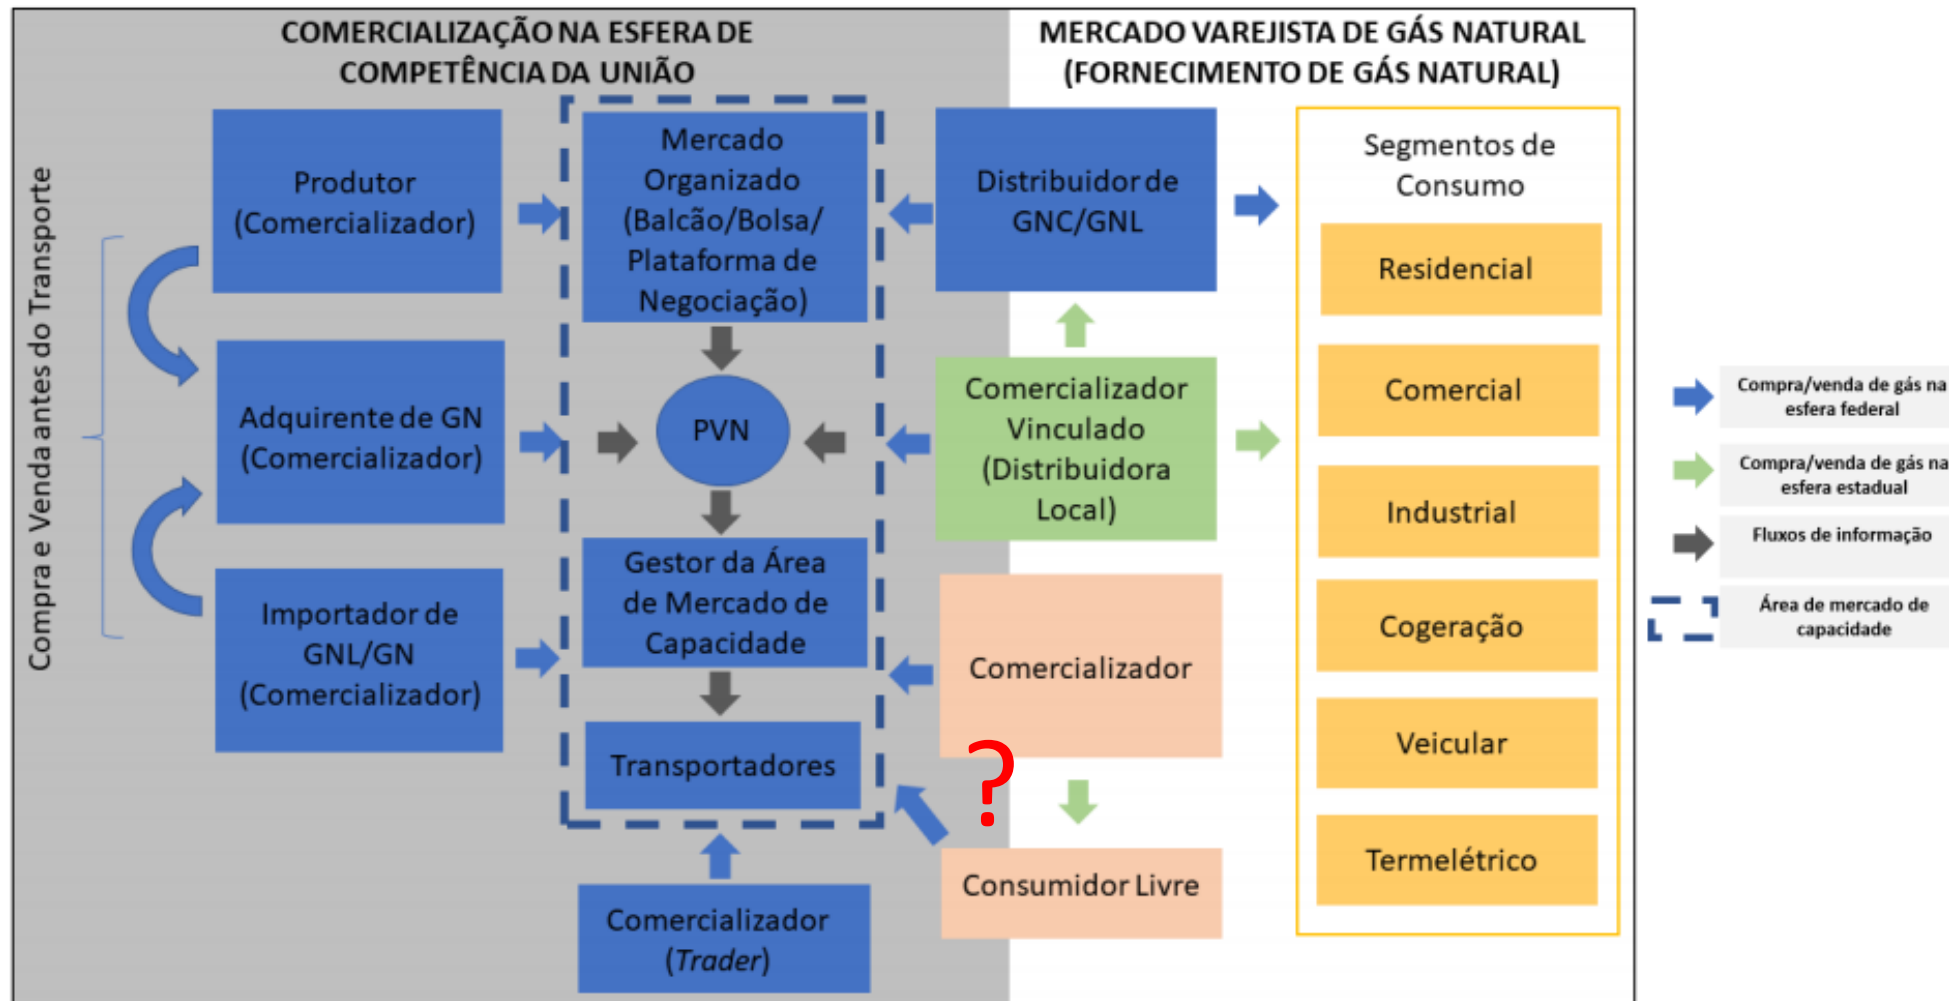 COMERCIALIZAÇÃO NA ESFERA DE
COMPETÊNCIA DA UNIÃO
MERCADO VAREJISTA DE GÁS NATURAL
(FORNECIMENTO DE GÁS NATURAL)
Compra e Venda antes do Transporte
Produtor
(Comercializador)
Adquirente de GN
(Comercializador)
Importador de
GNL/GN
(Comercializador)
Mercado
Organizado
(Balcão/Bolsa/
Plataforma de
Negociação)
PVN
Gestor da Área
de Mercado de
Capacidade
Transportadores
Comercializador
(Trader)
Distribuidor de
GNC/GNL
Comercializador
Vinculado
(Distribuidora
Local)
Comercializador
?
Consumidor Livre
Segmentos de
Consumo
Residencial
Comercial
Industrial
Cogeração
Veicular
Termelétrico
Compra/venda de gás na
esfera federal
Compra/venda de gás na
esfera estadual
Fluxos de informação
Área de mercado de
capacidade